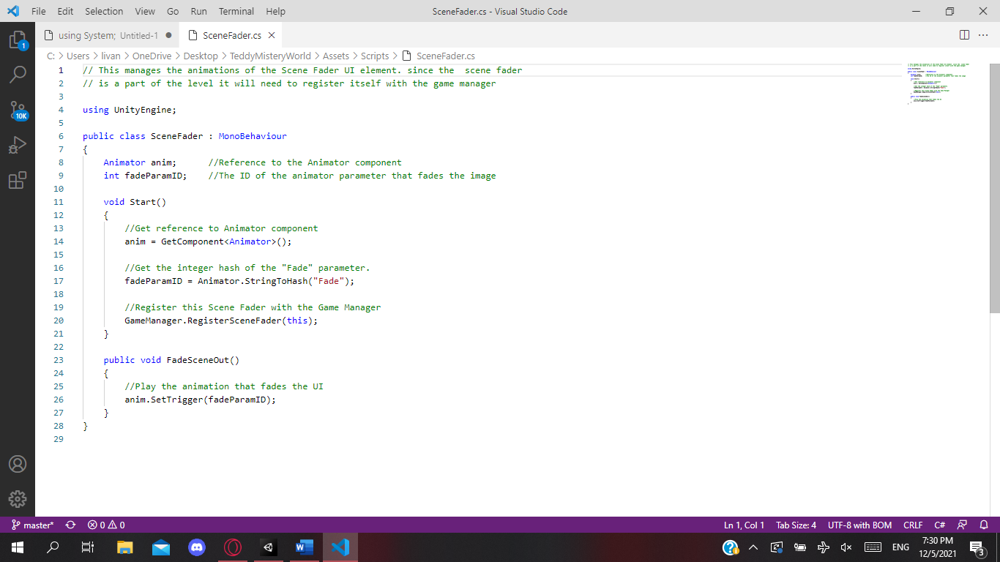 File Edit Selection View Go Run Terminal Help SceneFader.cs - Visual Studio Code
using System; Untitled-1 SceneFader.cs
C: > Users > livan > OneDrive > Desktop > TeddyMisteryWorld > Assets > Scripts > SceneFader.cs
1 // This manages the animations of the Scene Fader UI element. since the  scene fader
2 // is a part of the level it will need to register itself with the game manager
3
4 using UnityEngine;
5
6 public class SceneFader : MonoBehaviour
7 {
8     Animator anim;      //Reference to the Animator component
9     int fadeParamID;    //The ID of the animator parameter that fades the image
10
11     void Start()
12     {
13         //Get reference to Animator component
14         anim = GetComponent<Animator>();
15
16         //Get the integer hash of the "Fade" parameter.
17         fadeParamID = Animator.StringToHash("Fade");
18
19         //Register this Scene Fader with the Game Manager
20         GameManager.RegisterSceneFader(this);
21     }
22
23     public void FadeSceneOut()
24     {
25         //Play the animation that fades the UI
26         anim.SetTrigger(fadeParamID);
27     }
28 }
29
1
10K
master* 0 0 Ln 1, Col 1 Tab Size: 4 UTF-8 with BOM CRLF C#
ENG 7:30 PM
12/5/2021
3